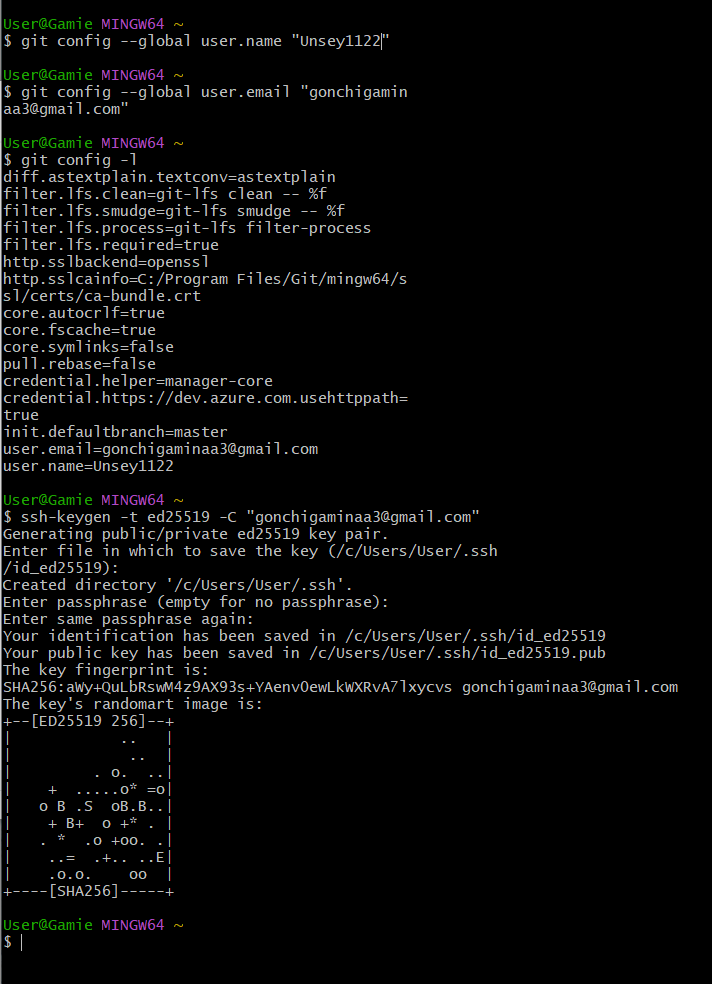 User@Gamie MINGW64 ~
$ git config --global user.name "Unsey1122"
User@Gamie MINGW64 ~
$ git config --global user.email "gonchigamin
aa3@gmail.com"
User@Gamie MINGW64 ~
$ git config -l
diff.astextplain.textconv=astextplain
filter.lfs.clean=git-lfs clean -- %f
filter.lfs.smudge=git-lfs smudge -- %f
filter.lfs.process=git-lfs filter-process
filter.lfs.required=true
http.sslbackend=openssl
http.sslcainfo=C:/Program Files/Git/mingw64/s
sl/certs/ca-bundle.crt
core.autocrlf=true
core.fscache=true
core.symlinks=false
pull.rebase=false
credential.helper=manager-core
credential.https://dev.azure.com.usehttppath=
true
init.defaultbranch=master
user.email=gonchigaminaa3@gmail.com
user.name=Unsey1122
User@Gamie MINGW64 ~
$ ssh-keygen -t ed25519 -C "gonchigaminaa3@gmail.com"
Generating public/private ed25519 key pair.
Enter file in which to save the key (/c/Users/User/.ssh
/id_ed25519):
Created directory '/c/Users/User/.ssh'.
Enter passphrase (empty for no passphrase):
Enter same passphrase again:
Your identification has been saved in /c/Users/User/.ssh/id_ed25519
Your public key has been saved in /c/Users/User/.ssh/id_ed25519.pub
The key fingerprint is:
SHA256:aWy+QuLbRswM4z9AX93s+YAenv0ewLkWXRvA7lxycvs gonchigaminaa3@gmail.com
The key's randomart image is:
+--[ED25519 256]--+
|             ..   |
|              ..  |
|          . o.  ..|
|    +  .....o* =o|
|   o B .S  oB.B..|
|    + B+  o +* . |
|   . *  .o +oo. .|
|    ..=  .+.. ..E|
|    .o.o.    oo  |
+----[SHA256]-----+
User@Gamie MINGW64 ~
$